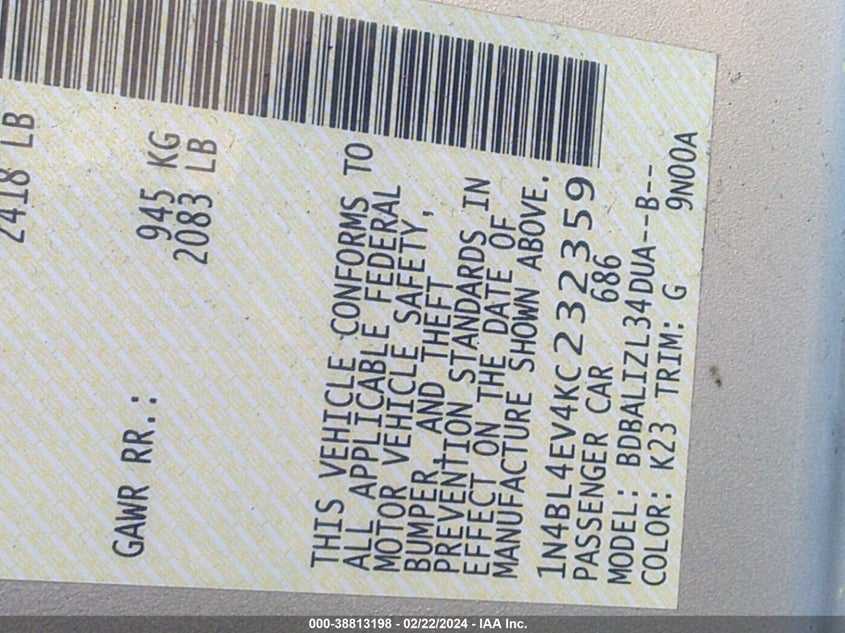 2418 LB
GAWR RR.: 945 KG
2083 LB
THIS VEHICLE CONFORMS TO
ALL APPLICABLE FEDERAL
MOTOR VEHICLE SAFETY,
BUMPER, AND THEFT
PREVENTION STANDARDS IN
EFFECT ON THE DATE OF
MANUFACTURE SHOWN ABOVE.
1N4BL4EV4KC232359
PASSENGER CAR 686
MODEL: BDBALIZL34DUA--B--
COLOR: K23 TRIM: G 9N00A
000-38813198 - 02/22/2024 - IAA Inc.